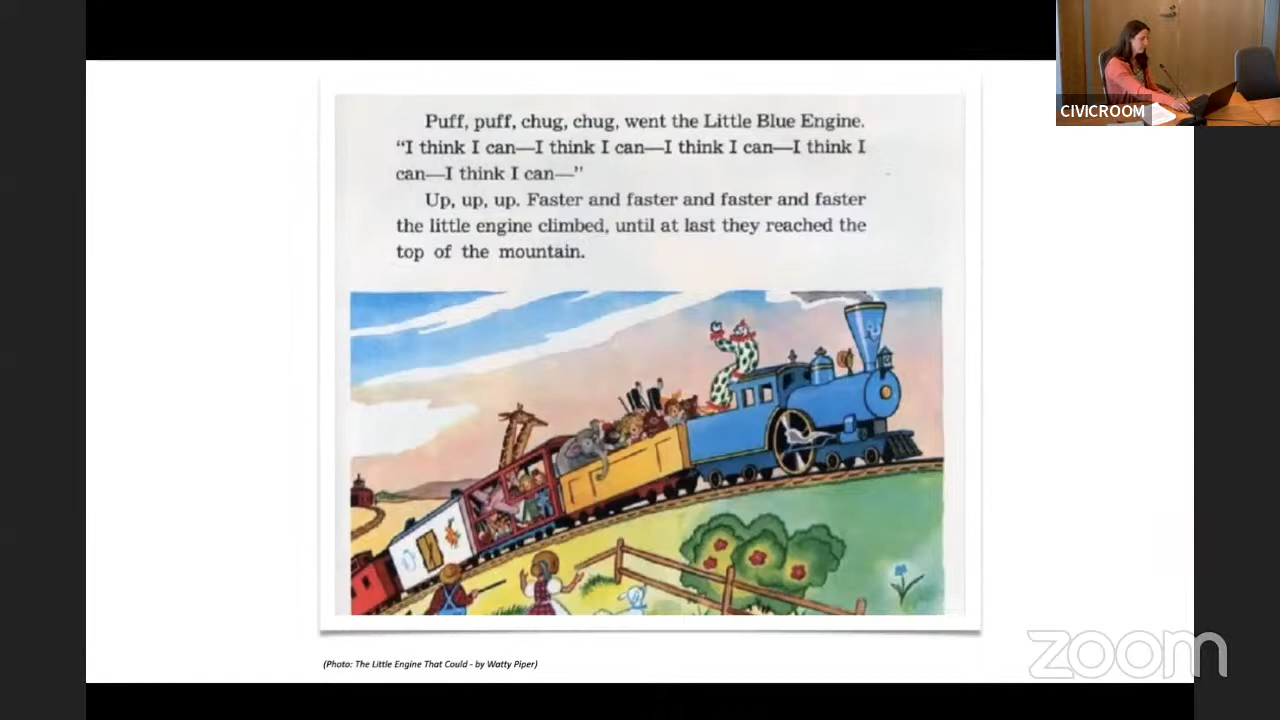 CIVICROOM
Puff, puff, chug, chug, went the Little Blue Engine.
“I think I can—I think I can—I think I can—I think I
can—I think I can—”
Up, up, up. Faster and faster and faster and faster
the little engine climbed, until at last they reached the
top of the mountain.
(Photo: The Little Engine That Could - by Watty Piper)
zoom